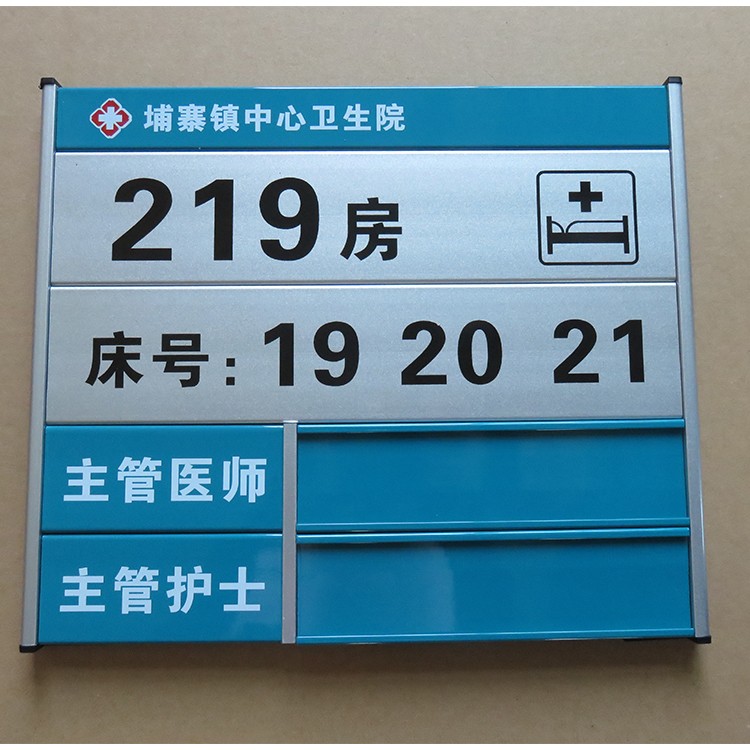 埔寨镇中心卫生院
219房
床号: 19 20 21
主管医师
主管护士